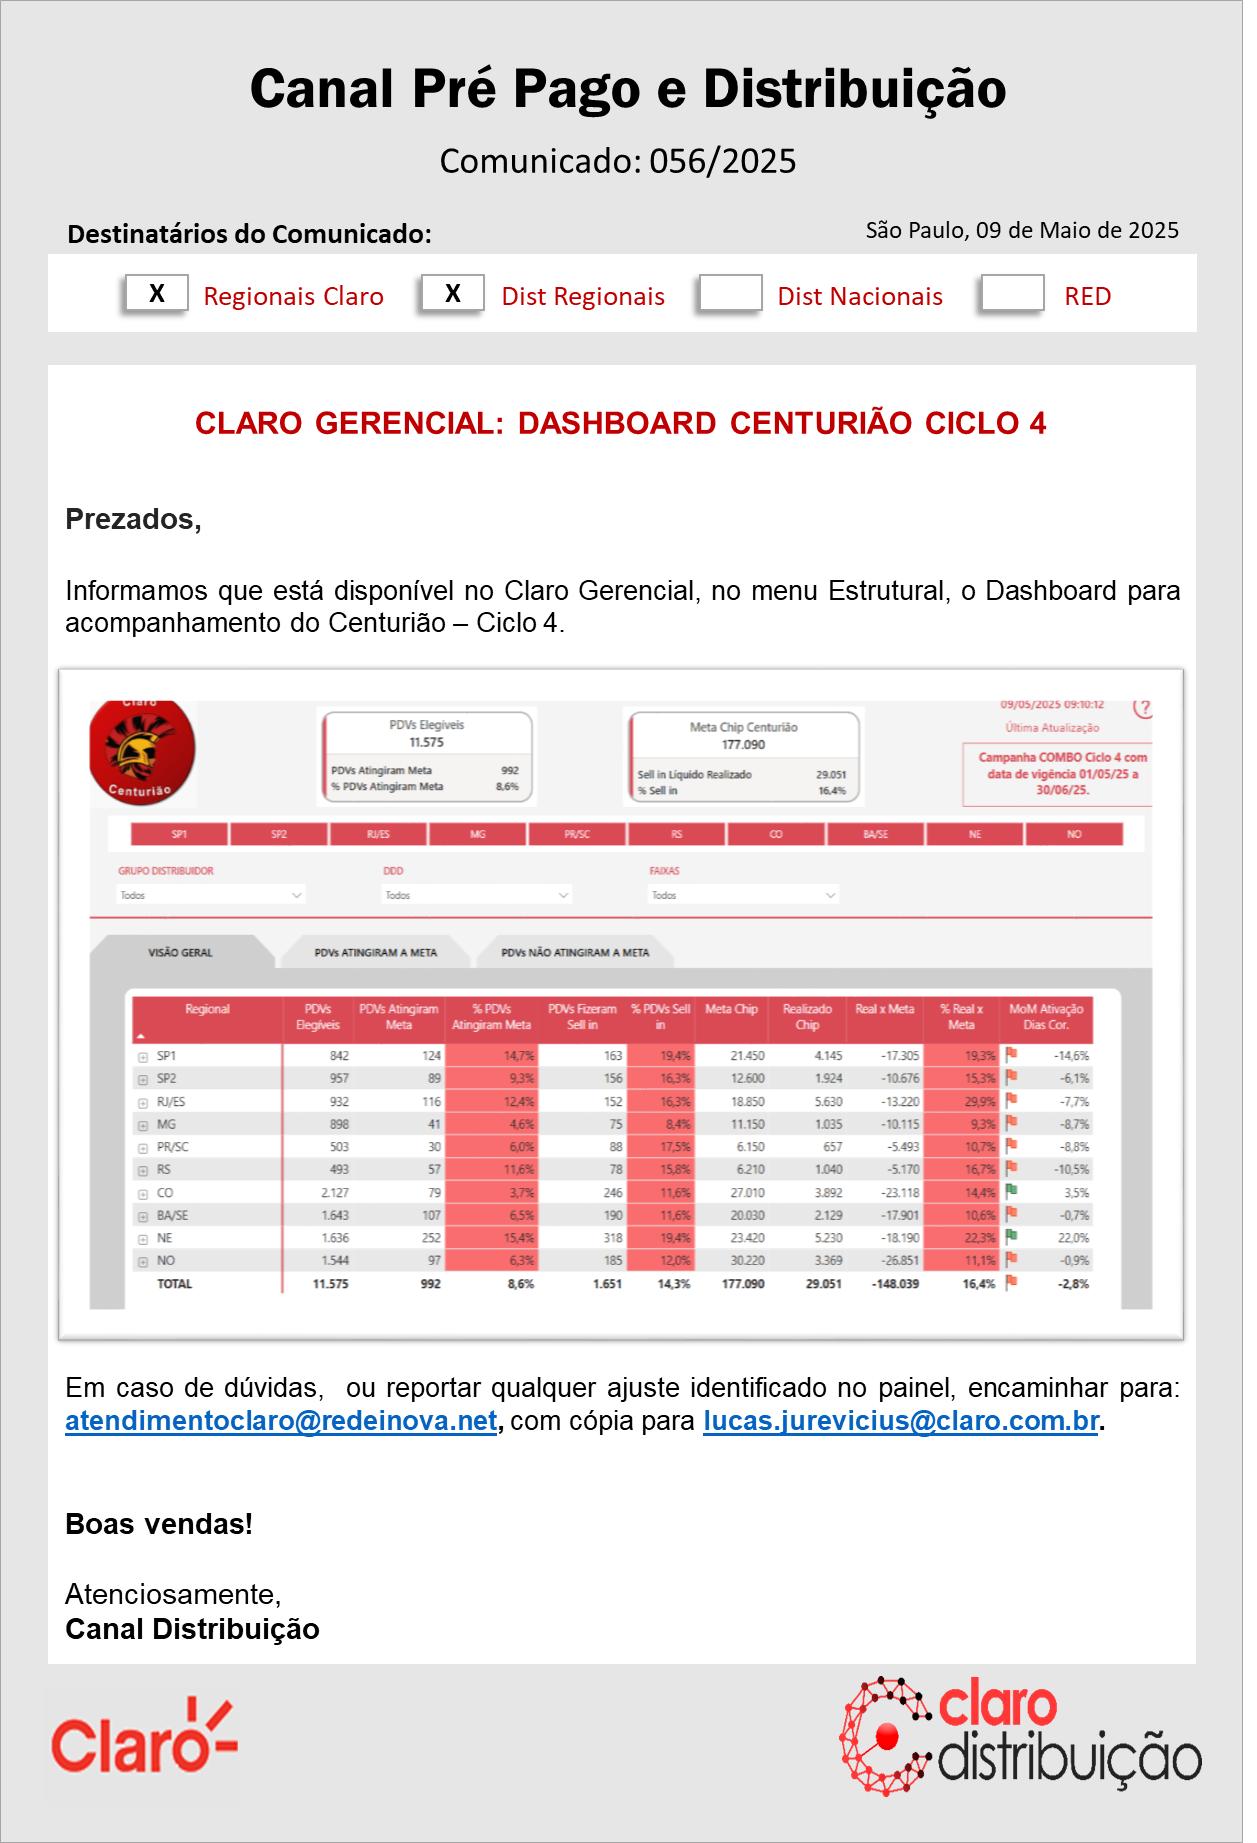 Canal Pré Pago e Distribuição
Comunicado: 056/2025
Destinatários do Comunicado:
São Paulo, 09 de Maio de 2025
X Regionais Claro X Dist Regionais Dist Nacionais RED
CLARO GERENCIAL: DASHBOARD CENTURIÃO CICLO 4
Prezados,
Informamos que está disponível no Claro Gerencial, no menu Estrutural, o Dashboard para
acompanhamento do Centurião – Ciclo 4.
Claro
Centurião
PDVs Elegíveis
11.575
PDVs Atingiram Meta 992
% PDVs Atingiram Meta 8,6%
Meta Chip Centurião
177.090
Sell in Líquido Realizado 29.051
% Sell in 16,4%
09/05/2025 09:10:12 ?
Última Atualização
Campanha COMBO Ciclo 4 com
data de vigência 01/05/25 a
30/06/25.
SP1 SP2 RJ/ES MG PR/SC RS CO BA/SE NE NO
GRUPO DISTRIBUIDOR DDD FAIXAS
Todos Todos Todos
VISÃO GERAL PDVs ATINGIRAM A META PDVs NÃO ATINGIRAM A META
Regional PDVs PDVs Atingiram % PDVs PDVs Fizeram % PDVs Sell Meta Chip Realizado Real x Meta % Real x MoM Ativação
Elegíveis Meta Atingiram Meta Sell in in Chip Meta Dias Cor.
SP1 842 124 14,7% 163 19,4% 21.450 4.145 -17.305 19,3% -14,6%
SP2 957 89 9,3% 156 16,3% 12.600 1.924 -10.676 15,3% -6,1%
RJ/ES 932 116 12,4% 152 16,3% 18.850 5.630 -13.220 29,9% -7,7%
MG 898 41 4,6% 75 8,4% 11.150 1.035 -10.115 9,3% -8,7%
PR/SC 503 30 6,0% 88 17,5% 6.150 657 -5.493 10,7% -8,8%
RS 493 57 11,6% 78 15,8% 6.210 1.040 -5.170 16,7% -10,5%
CO 2.127 79 3,7% 246 11,6% 27.010 3.892 -23.118 14,4% 3,5%
BA/SE 1.643 107 6,5% 190 11,6% 20.030 2.129 -17.901 10,6% -0,7%
NE 1.636 252 15,4% 318 19,4% 23.420 5.230 -18.190 22,3% 22,0%
NO 1.544 97 6,3% 185 12,0% 30.220 3.369 -26.851 11,1% -0,9%
TOTAL 11.575 992 8,6% 1.651 14,3% 177.090 29.051 -148.039 16,4% -2,8%
Em caso de dúvidas, ou reportar qualquer ajuste identificado no painel, encaminhar para:
atendimentoclaro@redeinova.net, com cópia para lucas.jurevicius@claro.com.br.
Boas vendas!
Atenciosamente,
Canal Distribuição
Claro
claro
distribuição